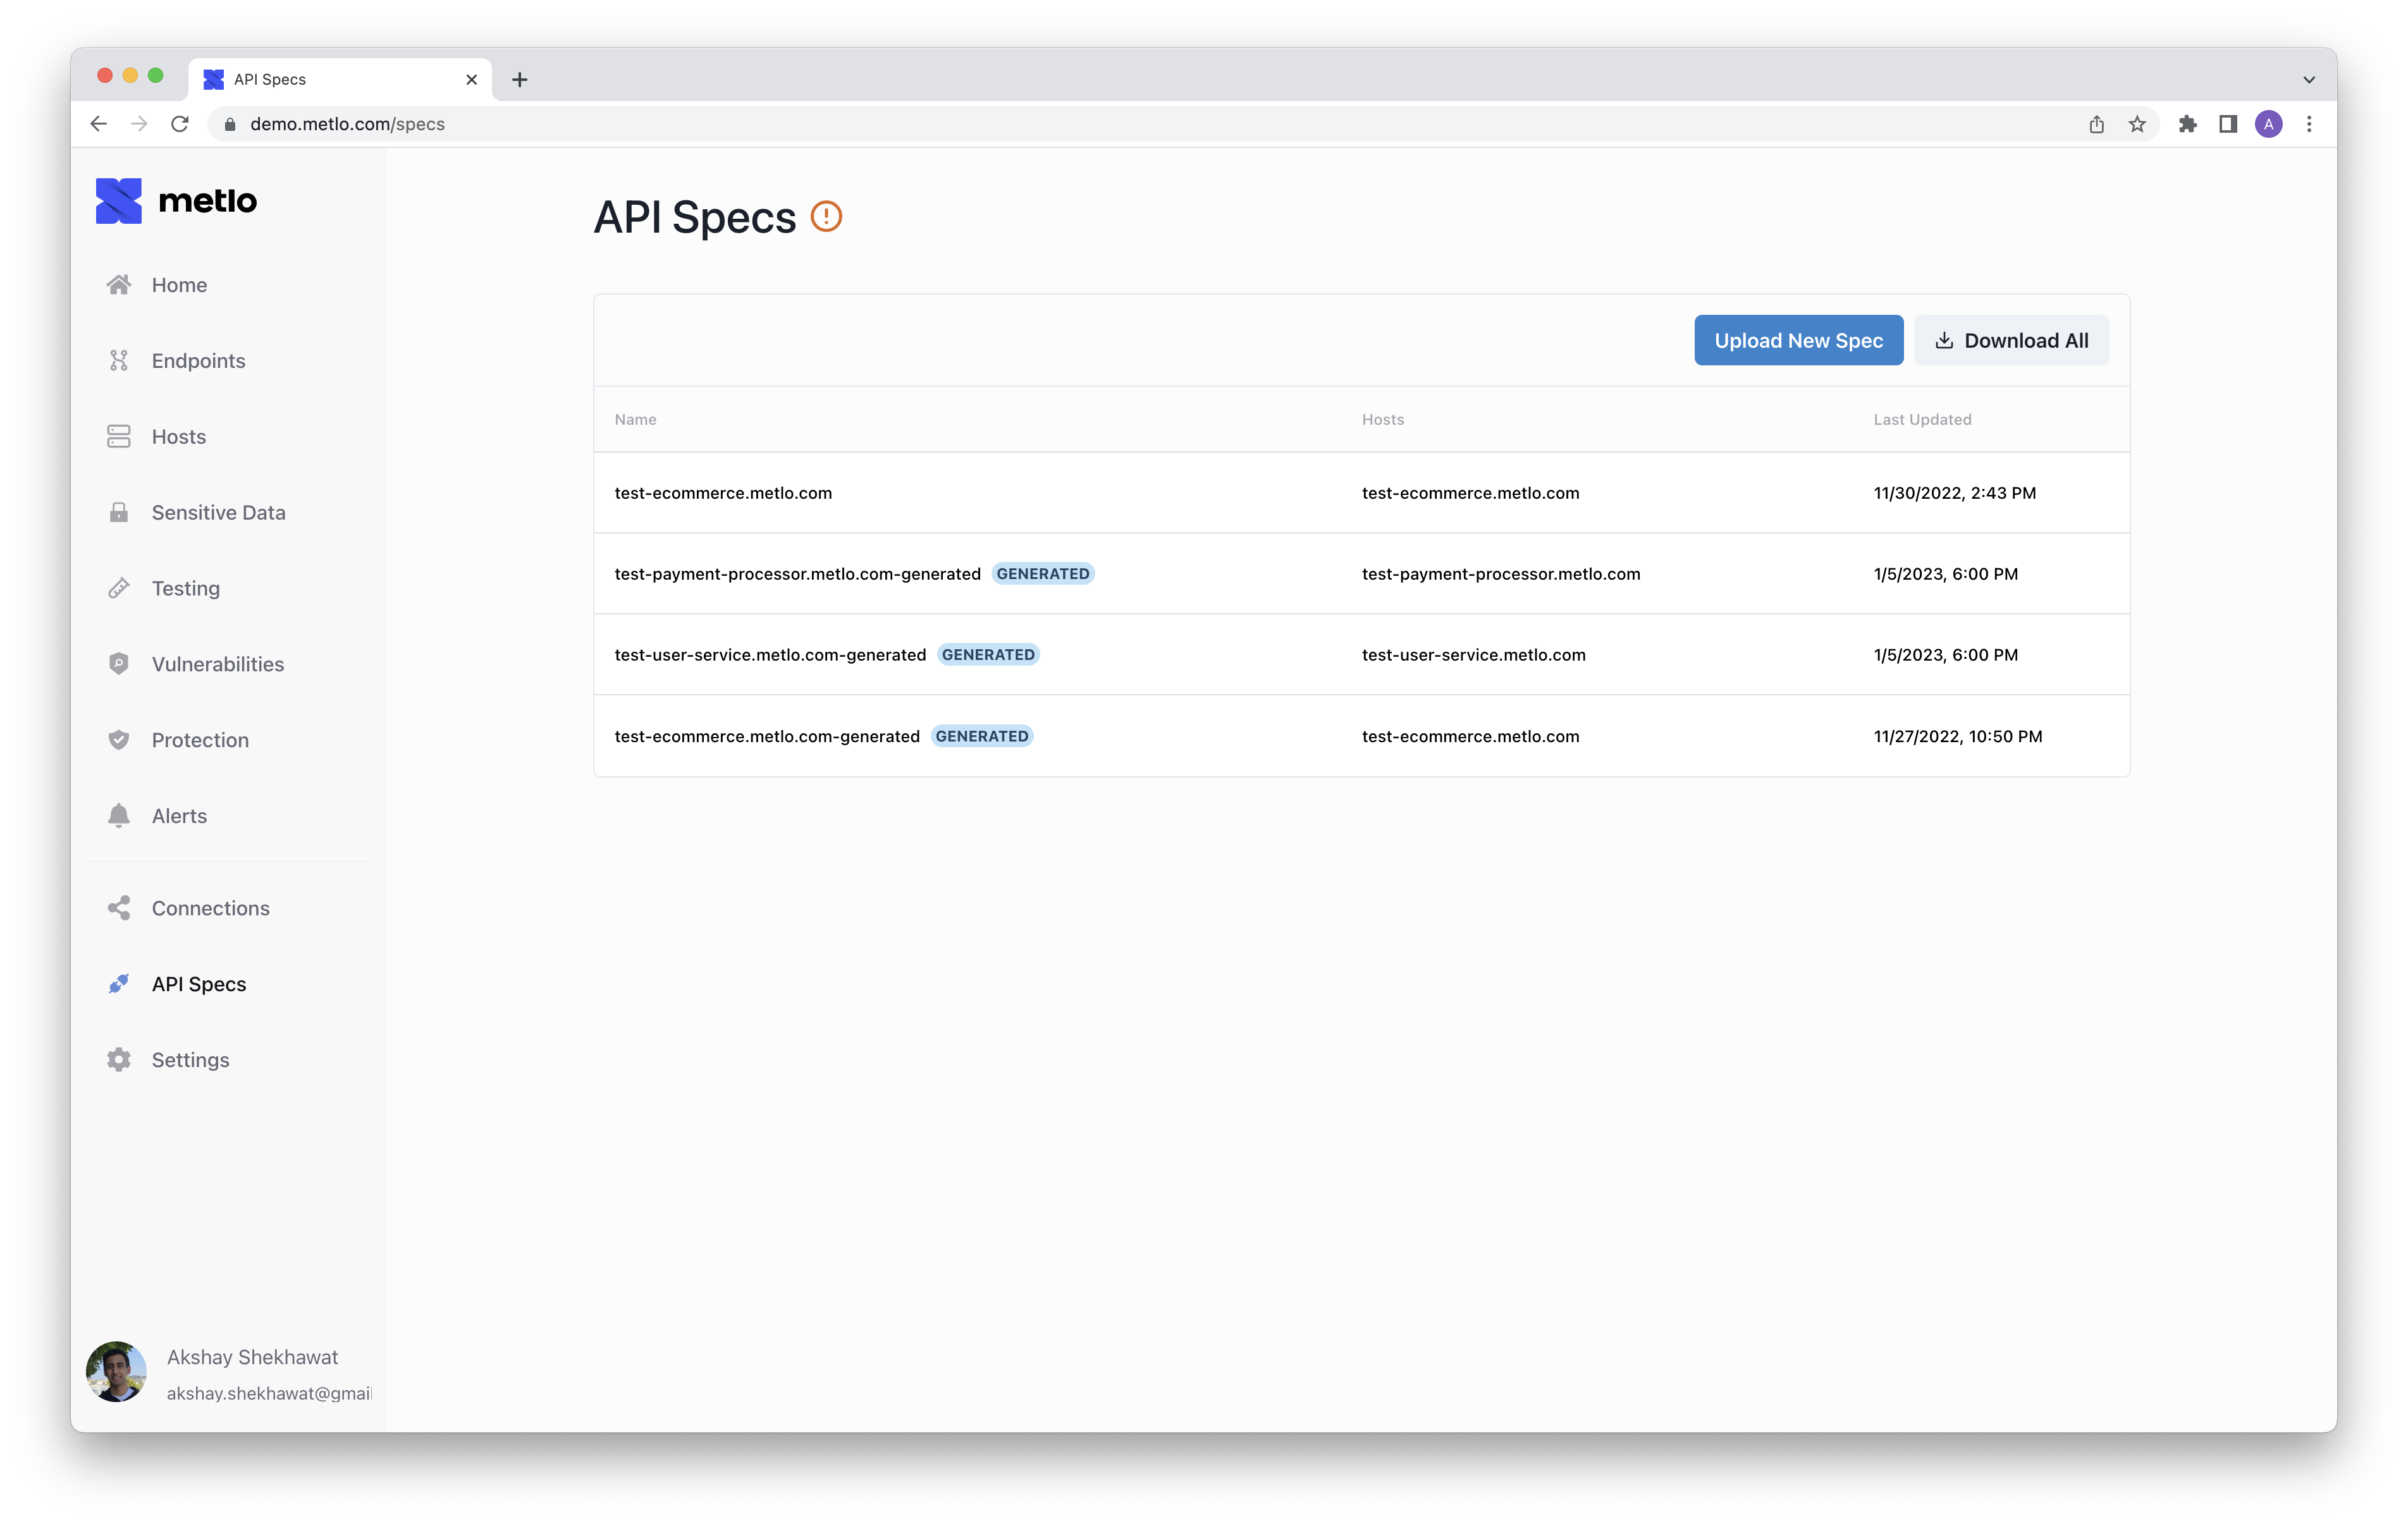 API Specs
demo.metlo.com/specs
A
metlo
Home
Endpoints
Hosts
Sensitive Data
Testing
Vulnerabilities
Protection
Alerts
Connections
API Specs
Settings
Akshay Shekhawat
akshay.shekhawat@gmail
API Specs
Upload New Spec Download All
Name Hosts Last Updated
test-ecommerce.metlo.com test-ecommerce.metlo.com 11/30/2022, 2:43 PM
test-payment-processor.metlo.com-generated GENERATED test-payment-processor.metlo.com 1/5/2023, 6:00 PM
test-user-service.metlo.com-generated GENERATED test-user-service.metlo.com 1/5/2023, 6:00 PM
test-ecommerce.metlo.com-generated GENERATED test-ecommerce.metlo.com 11/27/2022, 10:50 PM